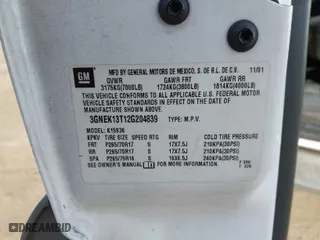 GM
MFD BY GENERAL MOTORS DE MEXICO, S. DE R.L. DE C.V. 11/01
GVWR GAWR FRT GAWR RR
3175KG(7000LB) 1724KG(3800LB) 1814KG(4000LB)
THIS VEHICLE CONFORMS TO ALL APPLICABLE U.S. FEDERAL MOTOR
VEHICLE SAFETY STANDARDS IN EFFECT ON THE DATE OF
MANUFACTURE SHOWN ABOVE.
3GNEK13T12G204839 TYPE: M.P.V.
MODEL: K15936
TIRE SIZE SPEED RTG RIM COLD TIRE PRESSURE
FRT P265/70R17 S 17X7.5J 210KPA(30PSI)
RR P265/70R17 S 17X7.5J 210KPA(30PSI)
SPA P265/75R16 S 16X6.5J 240KPA(35PSI)
SEE OWNER'S MANUAL FOR ADDITIONAL INFORMATION.